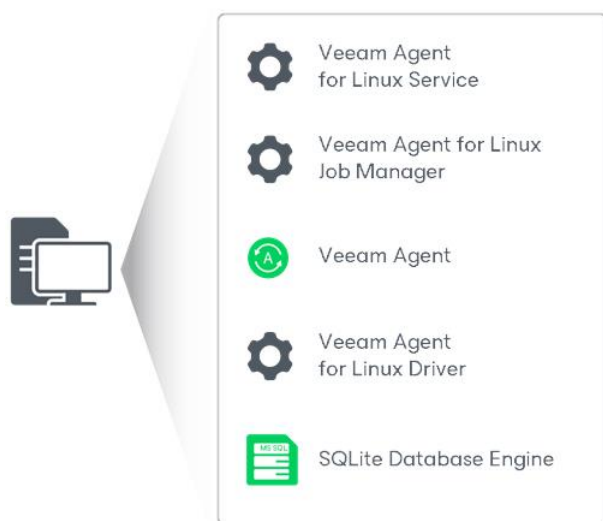 Veeam Agent
for Linux Service
Veeam Agent for Linux
Job Manager
A
Veeam Agent
Veeam Agent
for Linux Driver
MS SQL
SQLite Database Engine